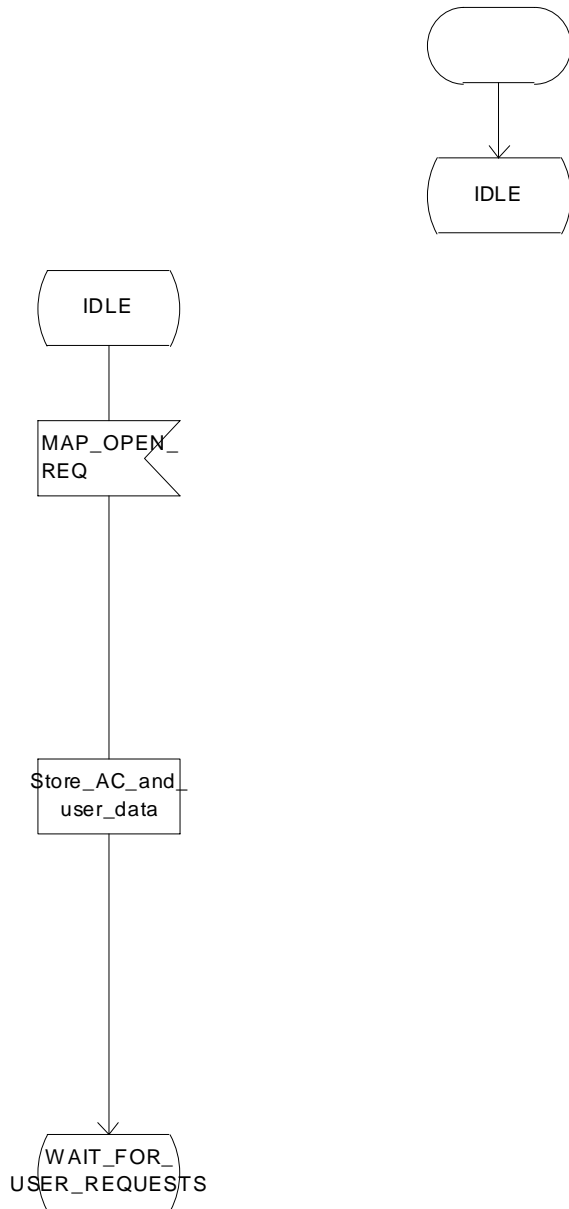 IDLE
IDLE
MAP_OPEN_
REQ
Store_AC_and_
user_data
WAIT_FOR_
USER_REQUESTS